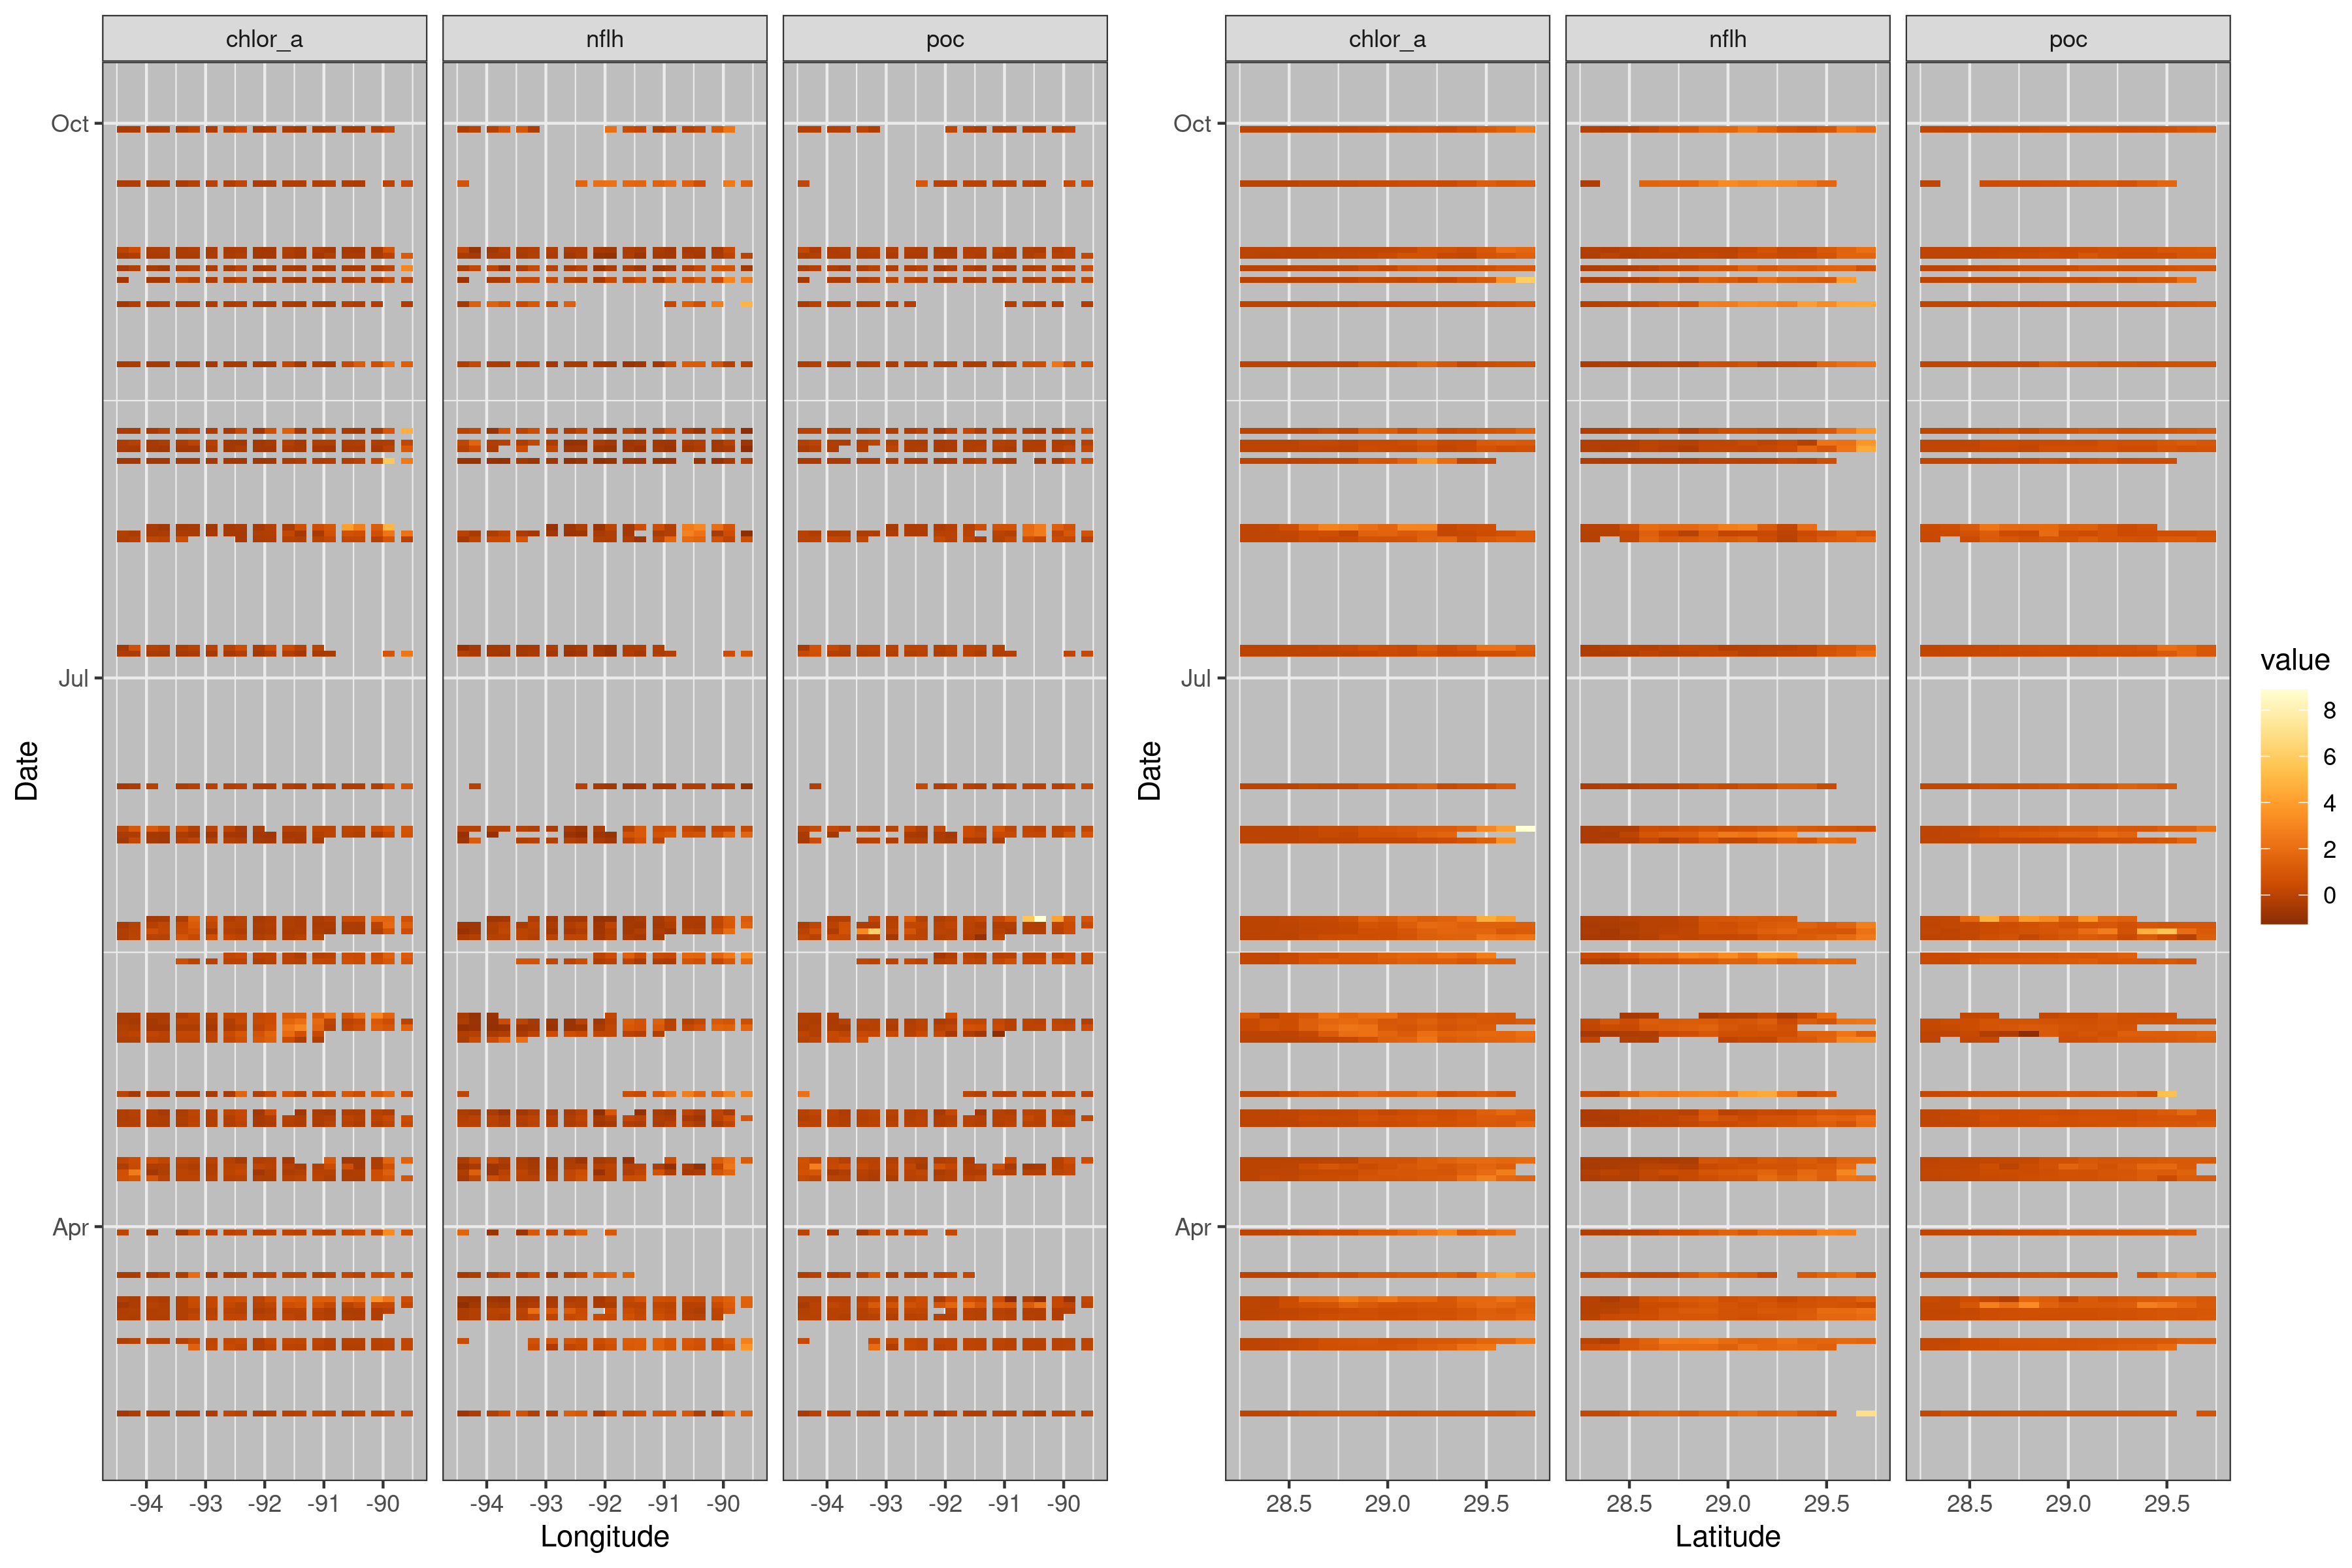 chlor_a nflh poc chlor_a nflh poc
Oct Oct
Jul Jul
Apr Apr
Date Date
value
8
6
4
2
0
-94 -93 -92 -91 -90 -94 -93 -92 -91 -90 -94 -93 -92 -91 -90 28.5 29.0 29.5 28.5 29.0 29.5 28.5 29.0 29.5
Longitude Latitude